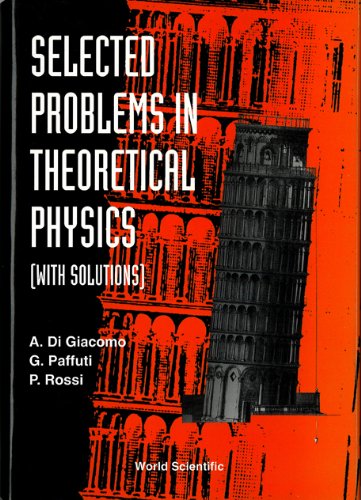 SELECTED
PROBLEMS IN
THEORETICAL
PHYSICS
(WITH SOLUTIONS)
A. Di Giacomo
G. Paffuti
P. Rossi
World Scientific